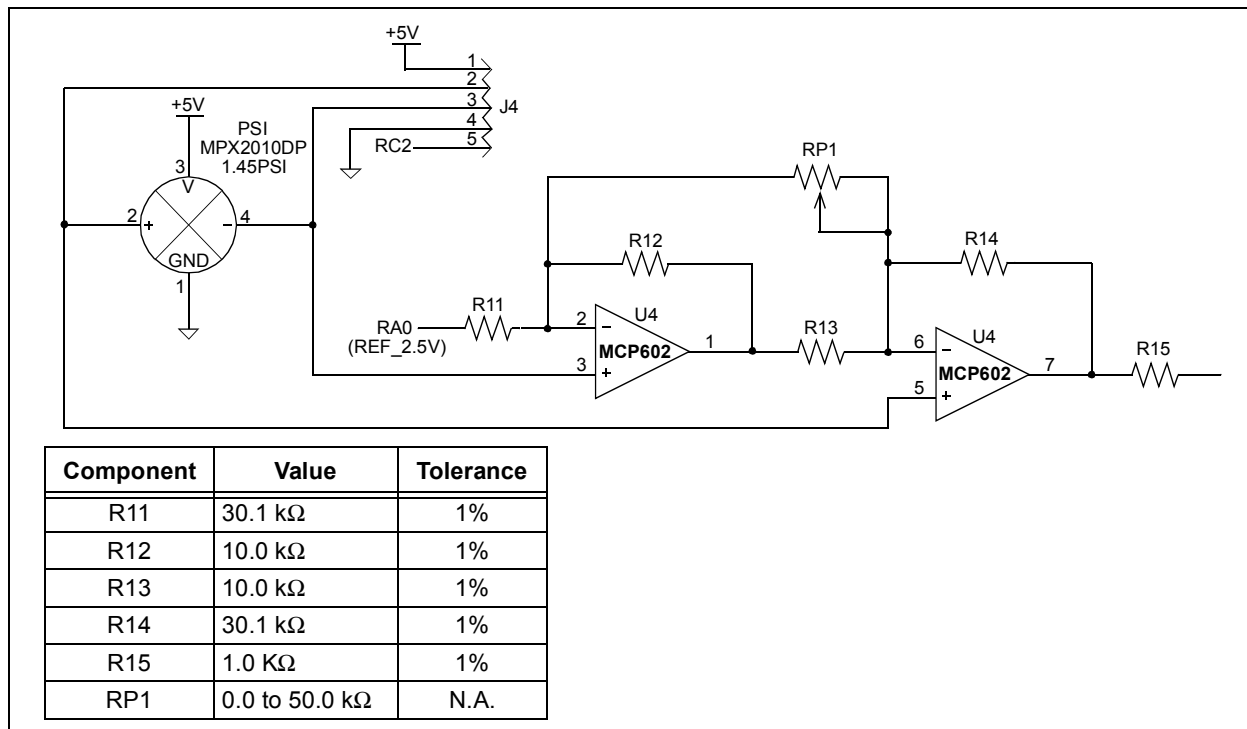 +5V
1
2
3
4
5
J4
RC2
+5V
PSI
MPX2010DP
1.45PSI
3
V
2
+
-
4
GND
1
RP1
R12
R14
R11
RA0
(REF_2.5V)
2
–
U4
MCP602
1
3
+
R13
6
–
U4
MCP602
7
5
+
R15
Component Value Tolerance
R11 30.1 kΩ 1%
R12 10.0 kΩ 1%
R13 10.0 kΩ 1%
R14 30.1 kΩ 1%
R15 1.0 KΩ 1%
RP1 0.0 to 50.0 kΩ N.A.